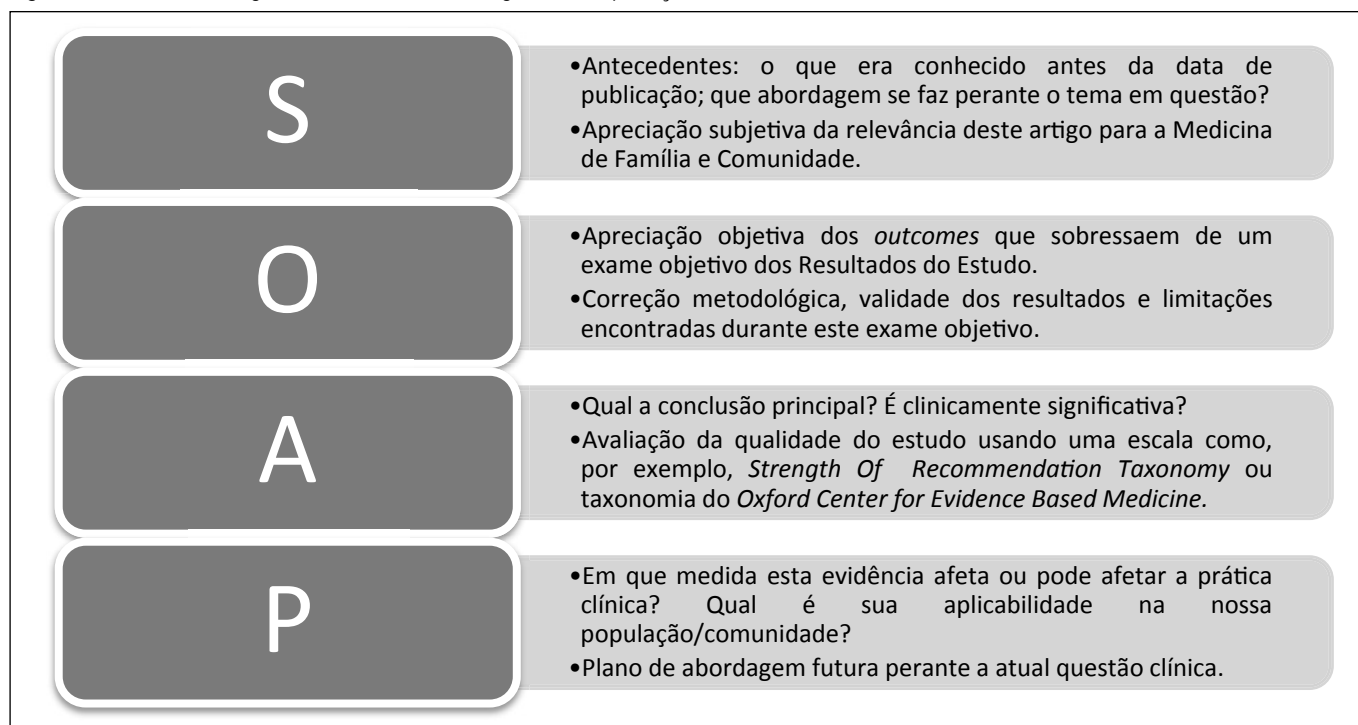 S
•Antecedentes: o que era conhecido antes da data de
publicação; que abordagem se faz perante o tema em questão?
•Apreciação subjetiva da relevância deste artigo para a Medicina
de Família e Comunidade.
O
•Apreciação objetiva dos outcomes que sobressaem de um
exame objetivo dos Resultados do Estudo.
•Correção metodológica, validade dos resultados e limitações
encontradas durante este exame objetivo.
A
•Qual a conclusão principal? É clinicamente significativa?
•Avaliação da qualidade do estudo usando uma escala como,
por exemplo, Strength Of Recommendation Taxonomy ou
taxonomia do Oxford Center for Evidence Based Medicine.
P
•Em que medida esta evidência afeta ou pode afetar a prática
clínica? Qual é sua aplicabilidade na nossa
população/comunidade?
•Plano de abordagem futura perante a atual questão clínica.